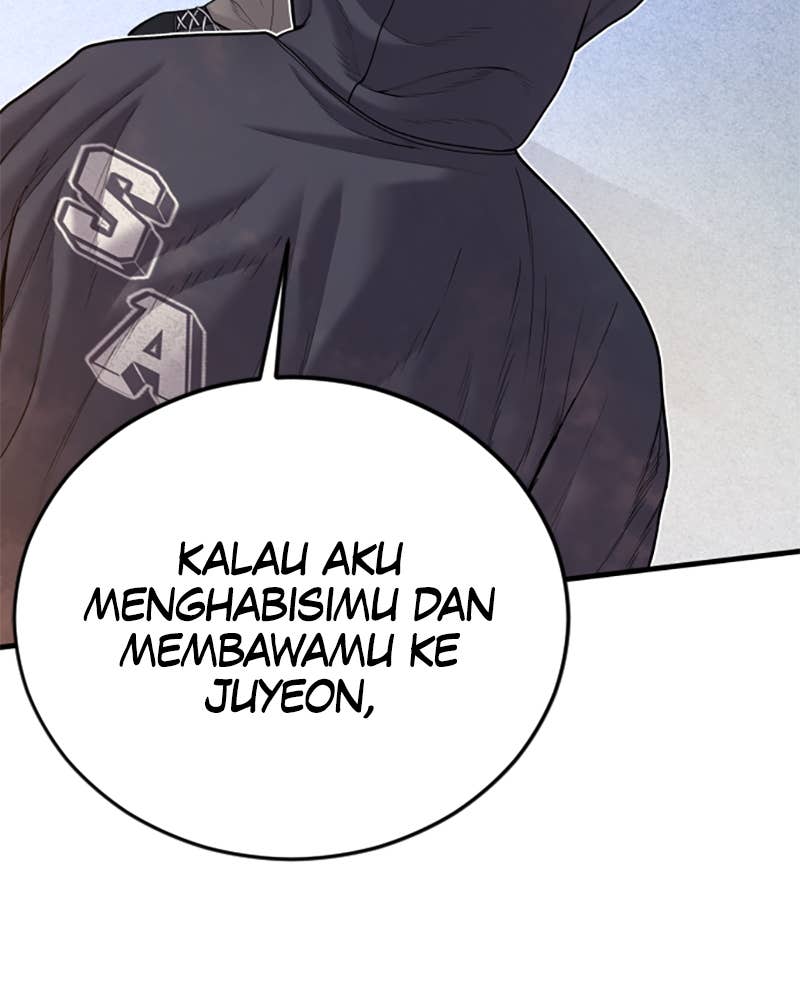 S
A
KALAU AKU
MENGHABISIMU DAN
MEMBAWAMU KE
JUYEON,